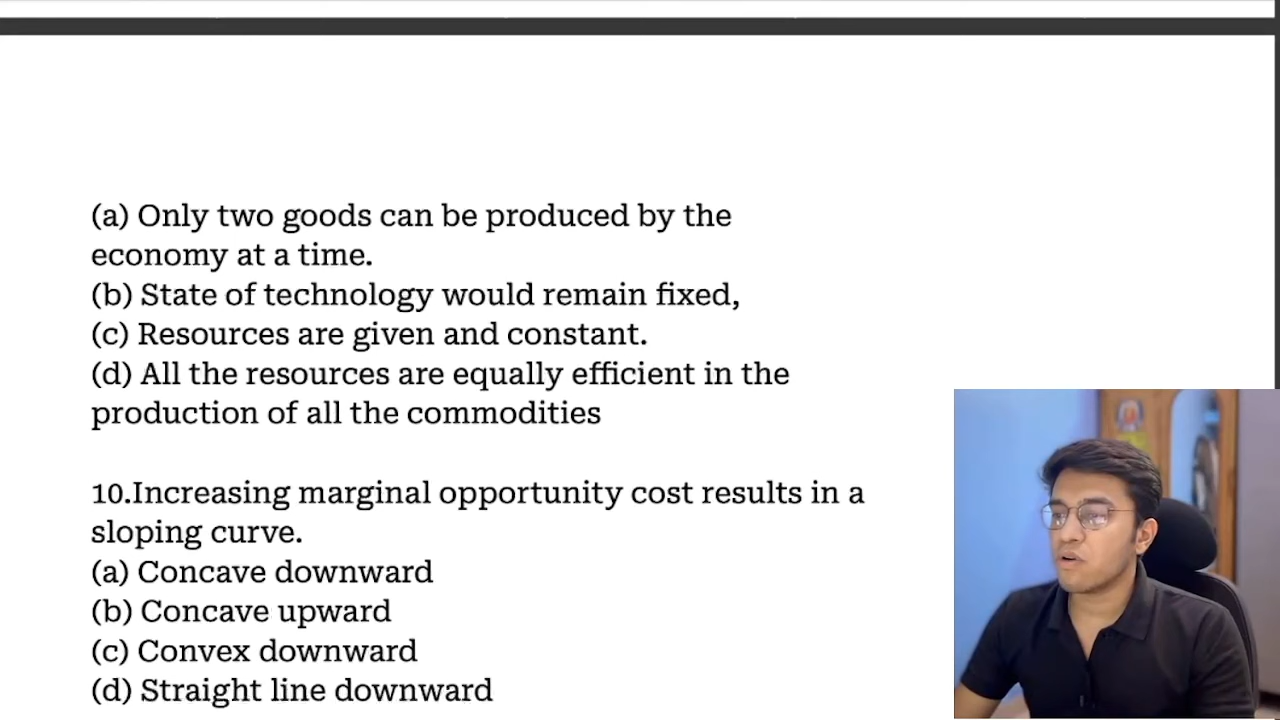 (a) Only two goods can be produced by the
economy at a time.
(b) State of technology would remain fixed,
(c) Resources are given and constant.
(d) All the resources are equally efficient in the
production of all the commodities
10.Increasing marginal opportunity cost results in a
sloping curve.
(a) Concave downward
(b) Concave upward
(c) Convex downward
(d) Straight line downward